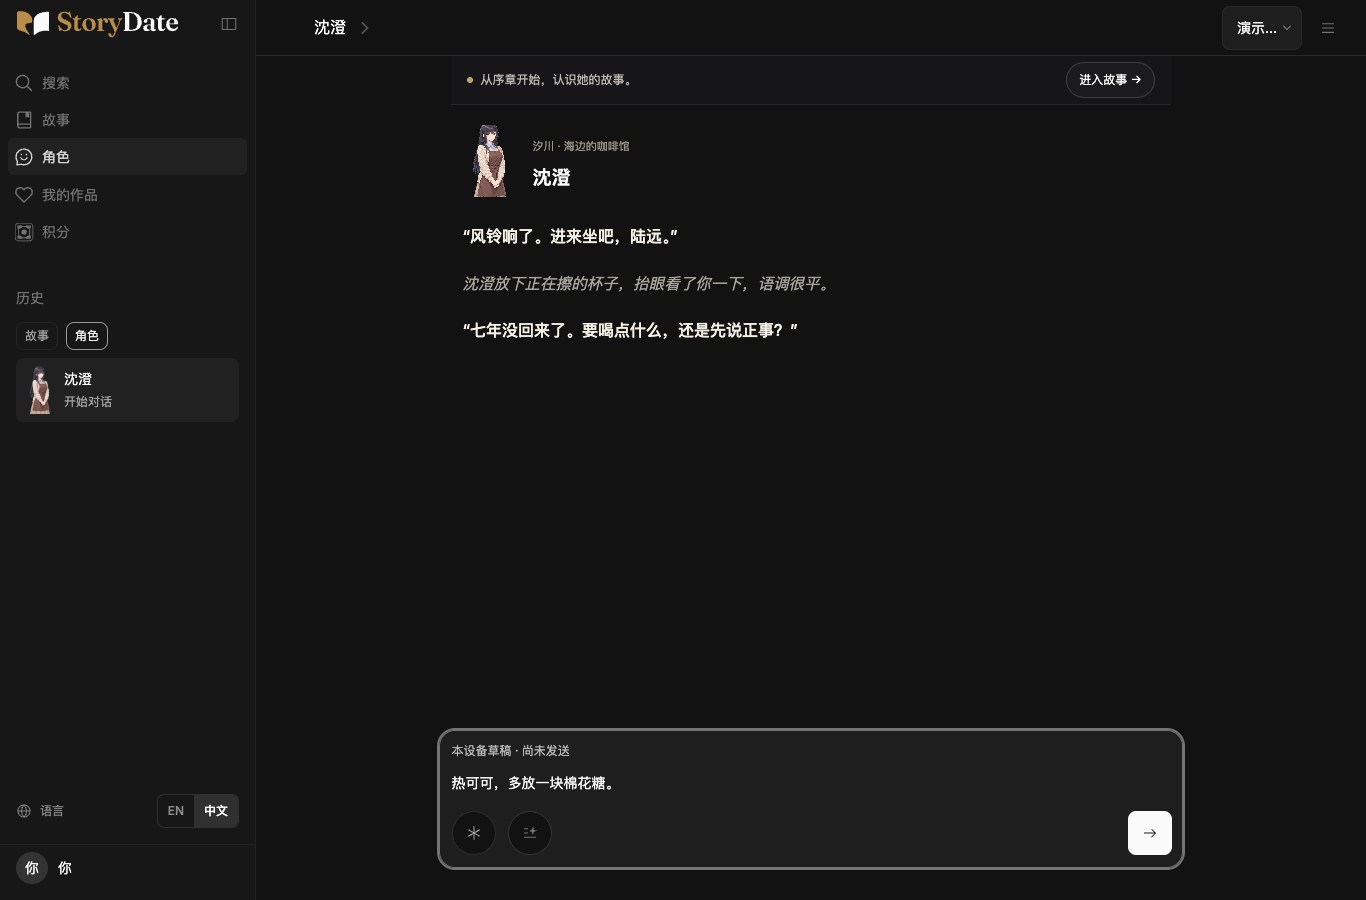 StoryDate
搜索
故事
角色
我的作品
积分
历史
故事
角色
沈澄
开始对话
语言
EN
中文
你
你
沈澄
演示...
从序章开始，认识她的故事。
进入故事 →
汐川 · 海边的咖啡馆
沈澄
“风铃响了。进来坐吧，陆远。”
沈澄放下正在擦的杯子，抬眼看了你一下，语调很平。
“七年没回来了。要喝点什么，还是先说正事？”
本设备草稿 · 尚未发送
热可可，多放一块棉花糖。